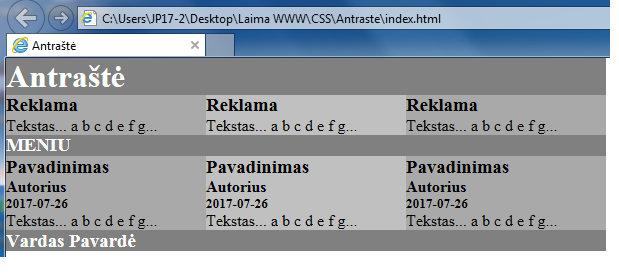 C:\Users\JP17-2\Desktop\Laima WWW\CSS\Antraste\index.html
Antraštė
Antraštė
Reklama Reklama Reklama
Tekstas... a b c d e f g... Tekstas... a b c d e f g... Tekstas... a b c d e f g...
MENIU
Pavadinimas Pavadinimas Pavadinimas
Autorius Autorius Autorius
2017-07-26 2017-07-26 2017-07-26
Tekstas... a b c d e f g... Tekstas... a b c d e f g... Tekstas... a b c d e f g...
Vardas Pavardė